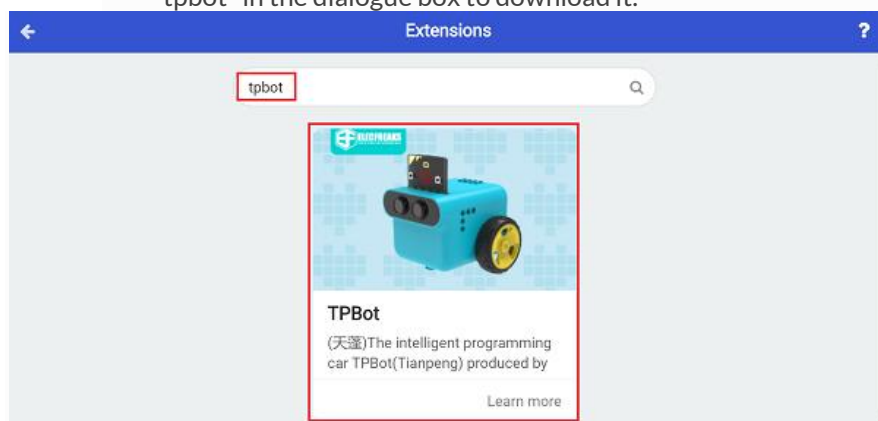 tpbot" in the dialogue box to download it.
Extensions
?
tpbot
ELECFREAKS
TPBot
(天蓬)The intelligent programming
car TPBot(Tianpeng) produced by
Learn more